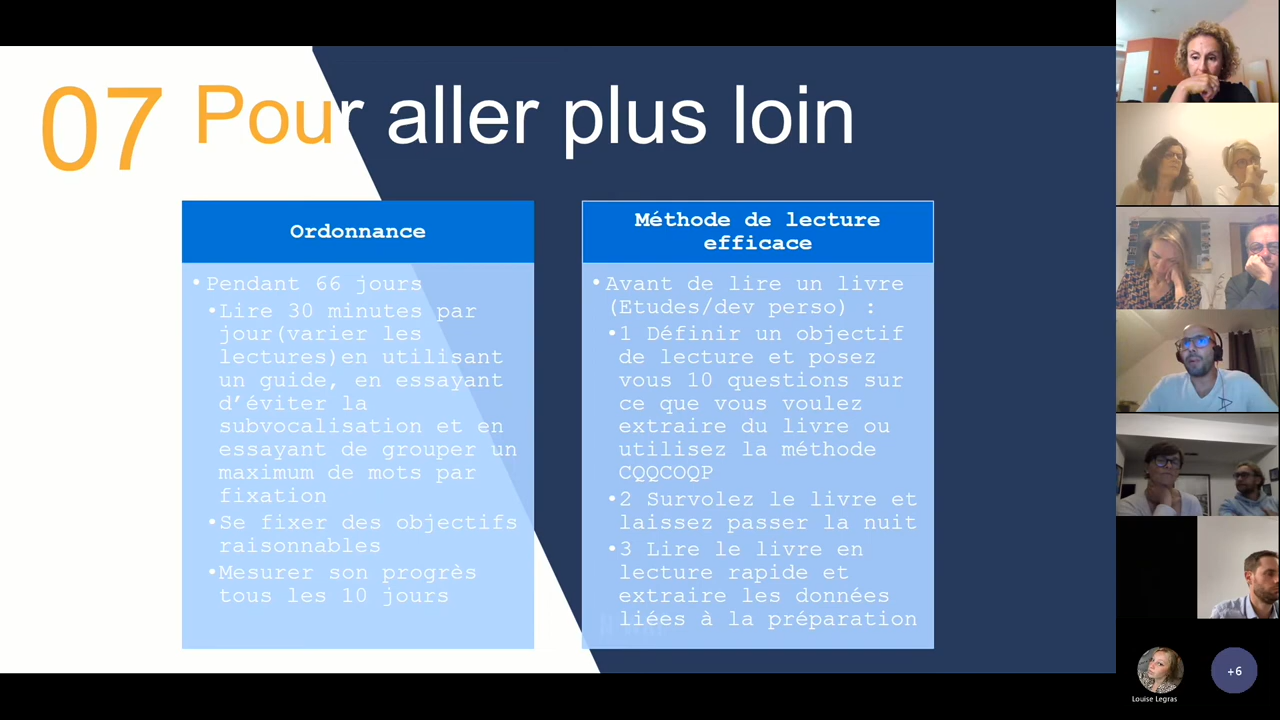 07 Pour aller plus loin
Ordonnance
• Pendant 66 jours
•Lire 30 minutes par
jour(varier les
lectures)en utilisant
un guide, en essayant
d'éviter la
subvocalisation et en
essayant de grouper un
maximum de mots par
fixation
•Se fixer des objectifs
raisonnables
•Mesurer son progrès
tous les 10 jours
Méthode de lecture
efficace
• Avant de lire un livre
(Etudes/dev perso) :
•1 Définir un objectif
de lecture et posez
vous 10 questions sur
ce que vous voulez
extraire du livre ou
utilisez la méthode
CQQCOQP
•2 Survolez le livre et
laissez passer la nuit
•3 Lire le livre en
lecture rapide et
extraire les données
liées à la préparation
Louise Legras
+6